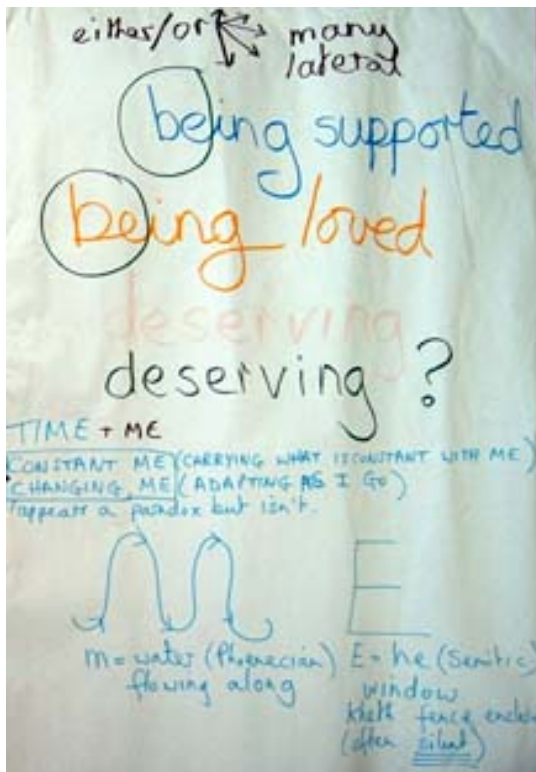 either/or many
lateral
being supported
being loved
deserving
deserving ?
TIME + ME
CONSTANT ME (CARRYING WHAT IS CONSTANT WITH ME)
CHANGING ME (ADAPTING AS I GO)
appears a paradox but isn't.
M E
m = water (Phoenecian) E = he (Semitic)
flowing along window
fence
(often silent)